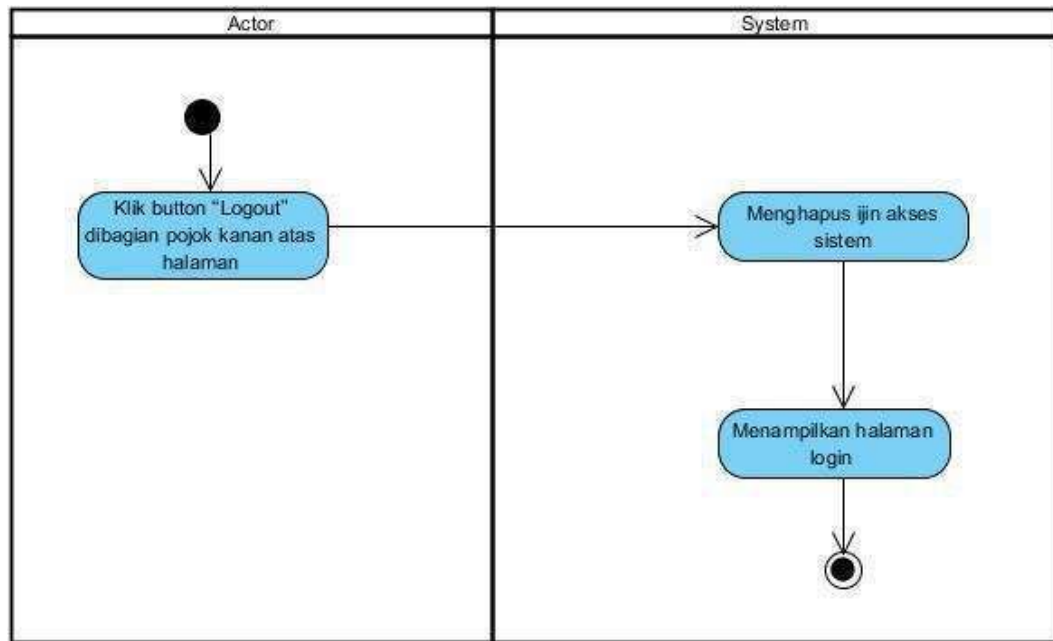 Actor
System
Klik button “Logout”
dibagian pojok kanan atas
halaman
Menghapus ijin akses
sistem
Menampilkan halaman
login